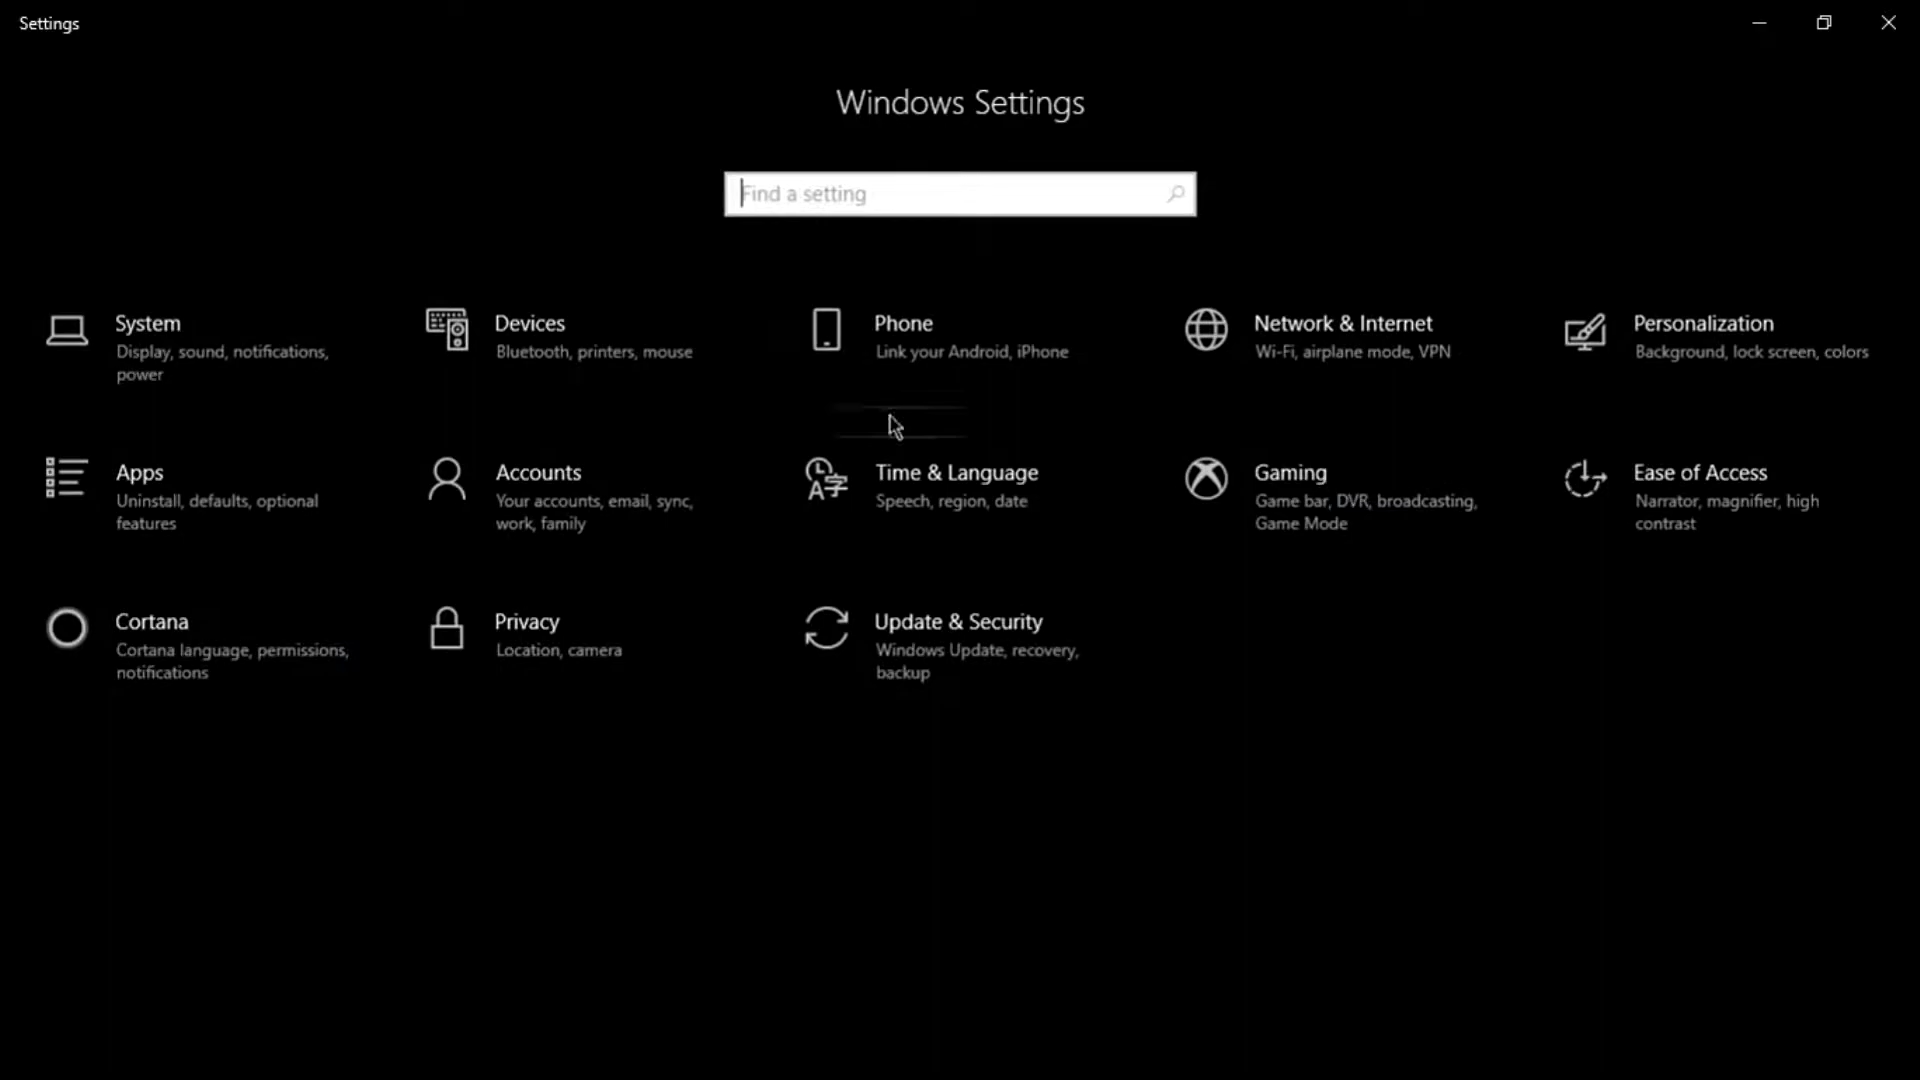 Settings
Windows Settings
Find a setting
System
Display, sound, notifications,
power
Devices
Bluetooth, printers, mouse
Phone
Link your Android, iPhone
Network & Internet
Wi-Fi, airplane mode, VPN
Personalization
Background, lock screen, colors
Apps
Uninstall, defaults, optional
features
Accounts
Your accounts, email, sync,
work, family
Time & Language
Speech, region, date
Gaming
Game bar, DVR, broadcasting,
Game Mode
Ease of Access
Narrator, magnifier, high
contrast
Cortana
Cortana language, permissions,
notifications
Privacy
Location, camera
Update & Security
Windows Update, recovery,
backup